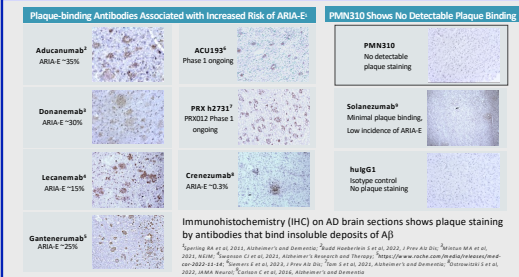 Plaque-binding Antibodies Associated with Increased Risk of ARIA-E¹
Aducanumab²
ARIA-E ~35%
Donanemab³
ARIA-E ~30%
Lecanemab⁴
ARIA-E ~15%
Gantenerumab⁵
ARIA-E ~25%
ACU193⁶
Phase 1 ongoing
PRX h2731⁷
PRX012 Phase 1
ongoing
Crenezumab⁸
ARIA-E ~0.3%
PMN310 Shows No Detectable Plaque Binding
PMN310
No detectable
plaque staining
Solanezumab⁹
Minimal plaque binding,
Low incidence of ARIA-E
huIgG1
Isotype control
No plaque staining
Immunohistochemistry (IHC) on AD brain sections shows plaque staining
by antibodies that bind insoluble deposits of Aβ
¹Sperling RA et al, 2011, Alzheimer's and Dementia; ²Budd Haeberlein S et al, 2022, J Prev Alz Dis; ³Mintun MA et al,
2021, NEJM; ⁴Swanson CJ et al, 2021, Alzheimer's Research and Therapy; ⁵https://www.roche.com/media/releases/med-
cor-2022-11-14; ⁶Siemers E et al, 2023, J Prev Alz Dis; ⁷Tam S et al, 2021, Alzheimer's and Dementia; ⁸Ostrowitzki S et al,
2022, JAMA Neurol; ⁹Carlson C et al, 2016, Alzheimer's and Dementia